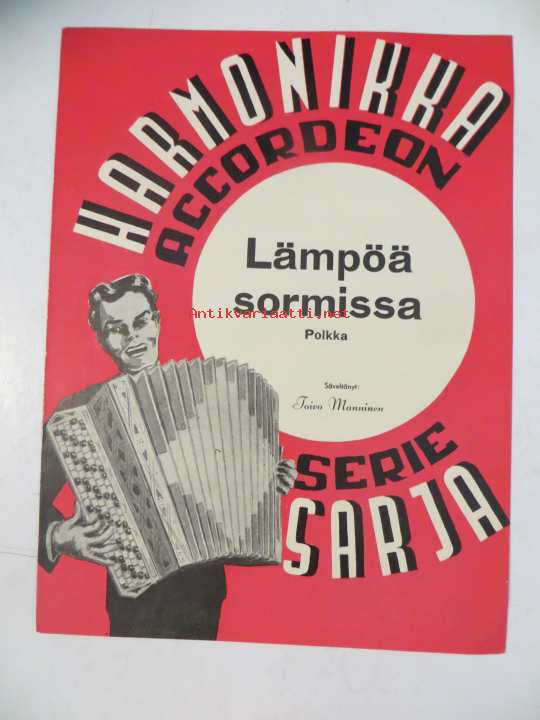 HARMONIKKA
ACCORDEON
Lämpöä
sormissa
Antikvariaatti.net
Polkka
Säveltänyt:
Toivo Manninen
SERIE
SARJA